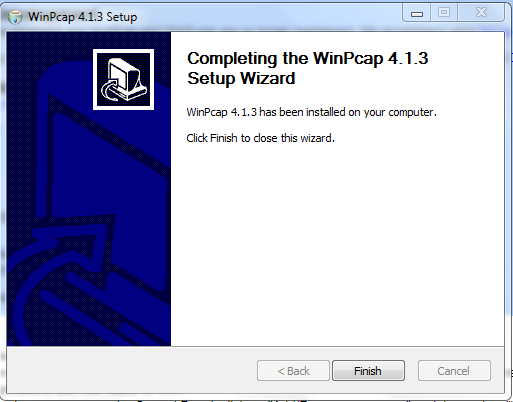 WinPcap 4.1.3 Setup
Completing the WinPcap 4.1.3
Setup Wizard
WinPcap 4.1.3 has been installed on your computer.
Click Finish to close this wizard.
< Back
Finish
Cancel